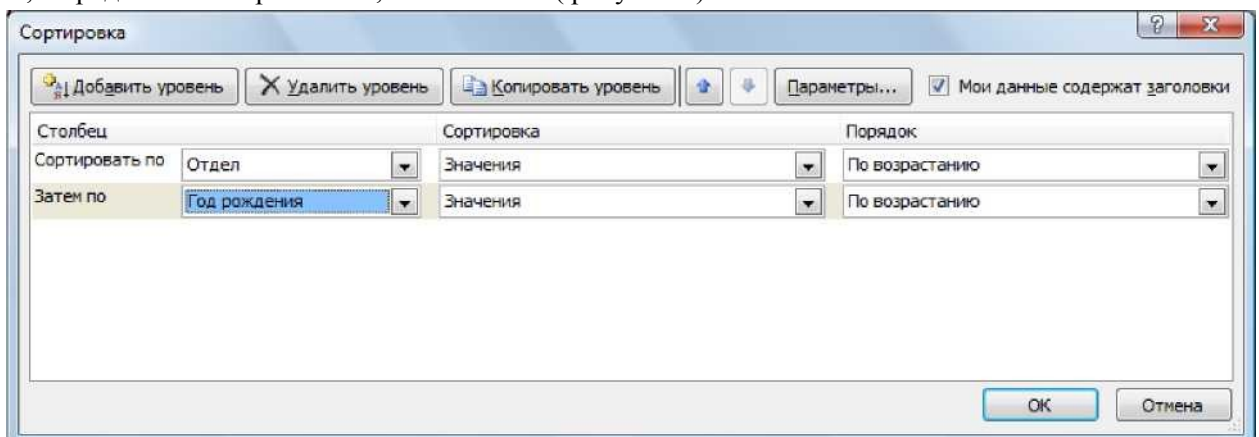 Сортировка
Добавить уровень Удалить уровень Копировать уровень Параметры... Мои данные содержат заголовки
Столбец Сортировка Порядок
Сортировать по Отдел Значения По возрастанию
Затем по Год рождения Значения По возрастанию
ОК Отмена